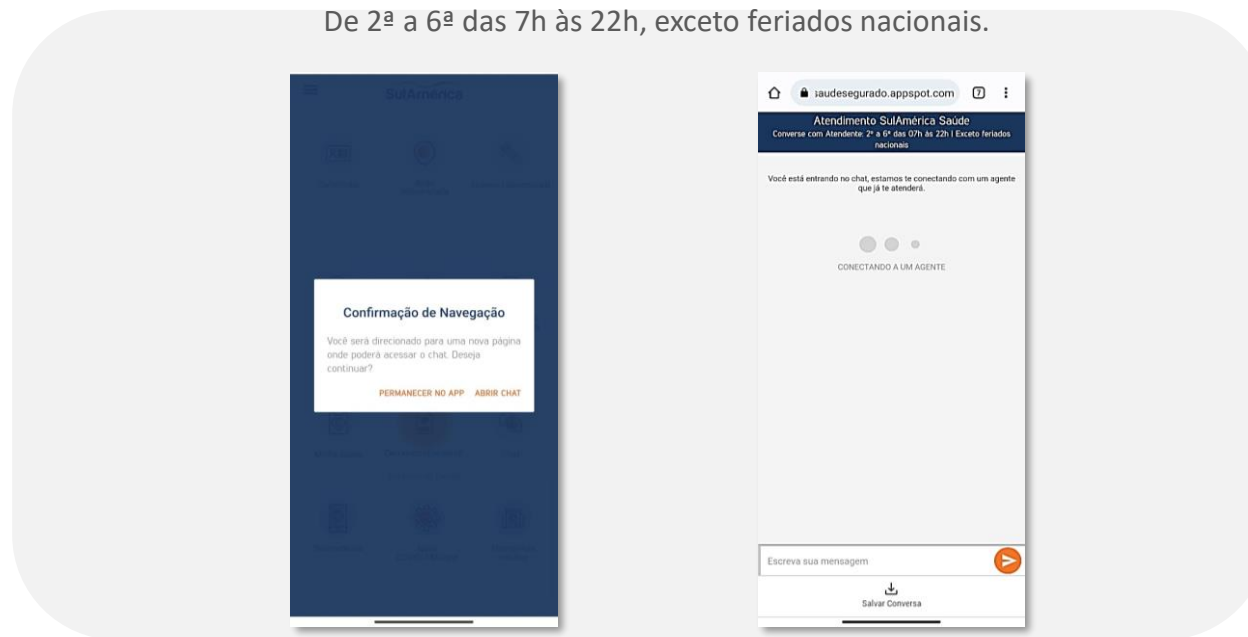 De 2ª a 6ª das 7h às 22h, exceto feriados nacionais.
SulAmérica
Confirmação de Navegação
Você será direcionado para uma nova página
onde poderá acessar o chat. Deseja
continuar?
PERMANECER NO APP ABRIR CHAT
saudesegurado.appspot.com 7
Atendimento SulAmérica Saúde
Converse com Atendente: 2ª a 6ª das 07h às 22h | Exceto feriados
nacionais
Você está entrando no chat, estamos te conectando com um agente
que já te atenderá.
CONECTANDO A UM AGENTE
Escreva sua mensagem
Salvar Conversa